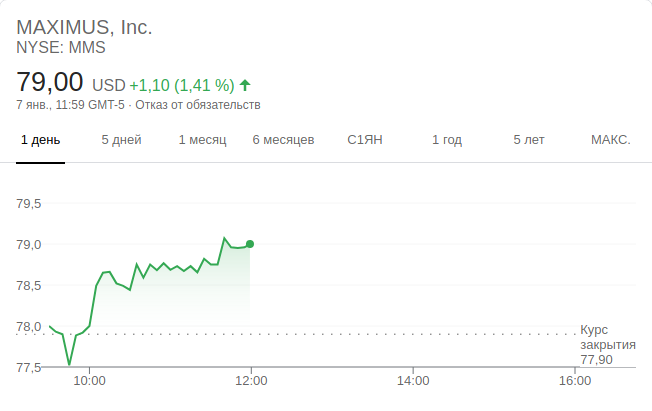 MAXIMUS, Inc.
NYSE: MMS
79,00 USD +1,10 (1,41 %)
7 янв., 11:59 GMT-5 · Отказ от обязательств
1 день 5 дней 1 месяц 6 месяцев С1ЯН 1 год 5 лет МАКС.
79,5
79,0
78,5
78,0
Курс
закрытия
77,90
77,5
10:00 12:00 14:00 16:00